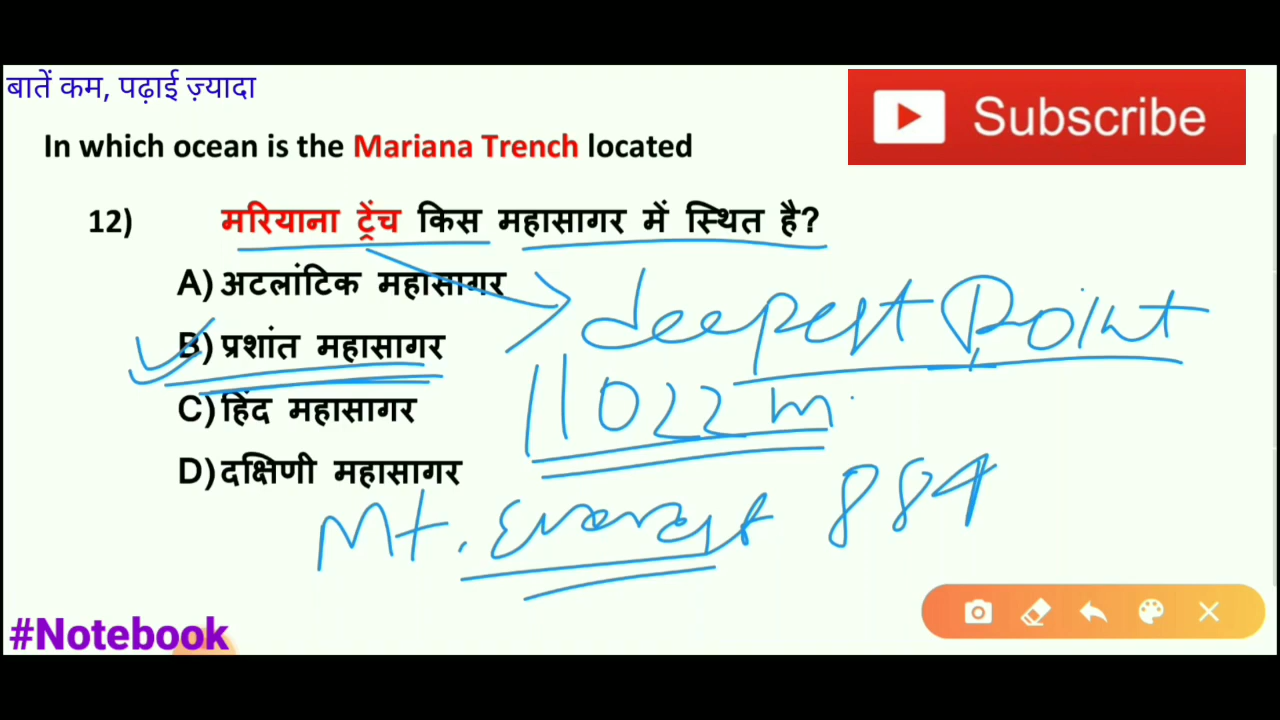 बातें कम, पढ़ाई ज़्यादा
Subscribe
In which ocean is the Mariana Trench located
12) मरियाना ट्रेंच किस महासागर में स्थित है?
A) अटलांटिक महासागर
deepest Point
B) प्रशांत महासागर
11022 m
C) हिंद महासागर
D) दक्षिणी महासागर
Mt. Everest 884
#Notebook